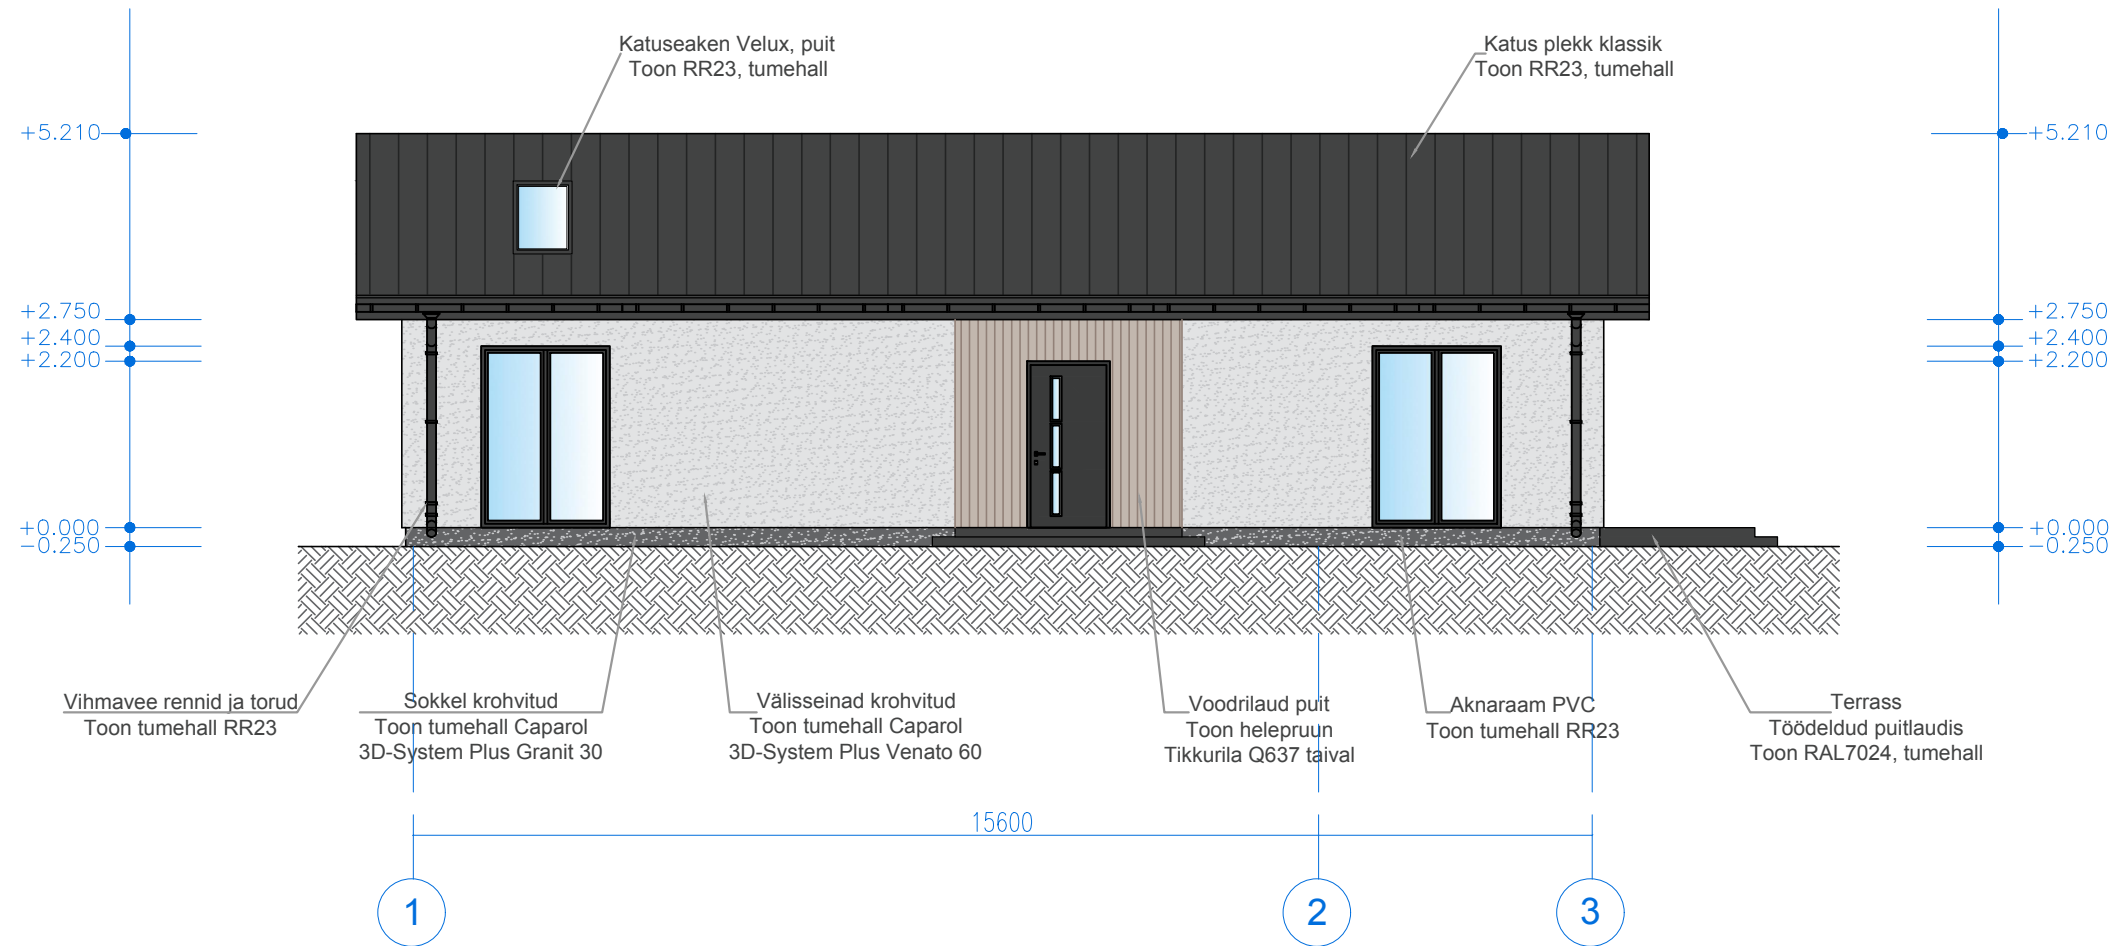 Katuseaken Velux, puit
Toon RR23, tumehall
Katus plekk klassik
Toon RR23, tumehall
+5.210
+5.210
+2.750
+2.400
+2.200
+2.750
+2.400
+2.200
+0.000
-0.250
+0.000
-0.250
Vihmavee rennid ja torud
Toon tumehall RR23
Sokkel krohvitud
Toon tumehall Caparol
3D-System Plus Granit 30
Välisseinad krohvitud
Toon tumehall Caparol
3D-System Plus Venato 60
Voodrilaud puit
Toon helepruun
Tikkurila Q637 taival
Aknaraam PVC
Toon tumehall RR23
Terrass
Töödeldud puitlaudis
Toon RAL7024, tumehall
15600
1
2
3